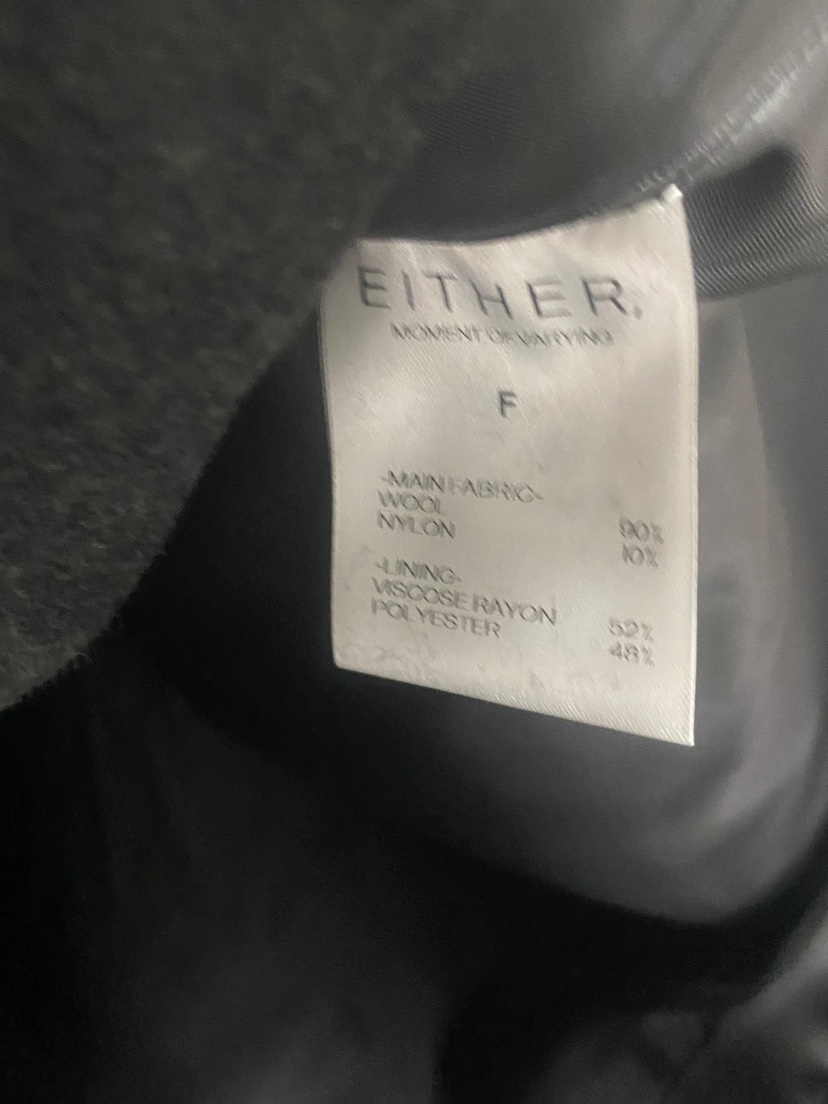 EITHER.
MOMENT OF VARYING
F
-MAIN FABRIC-
WOOL 90%
NYLON 10%
-LINING-
VISCOSE RAYON 52%
POLYESTER 48%